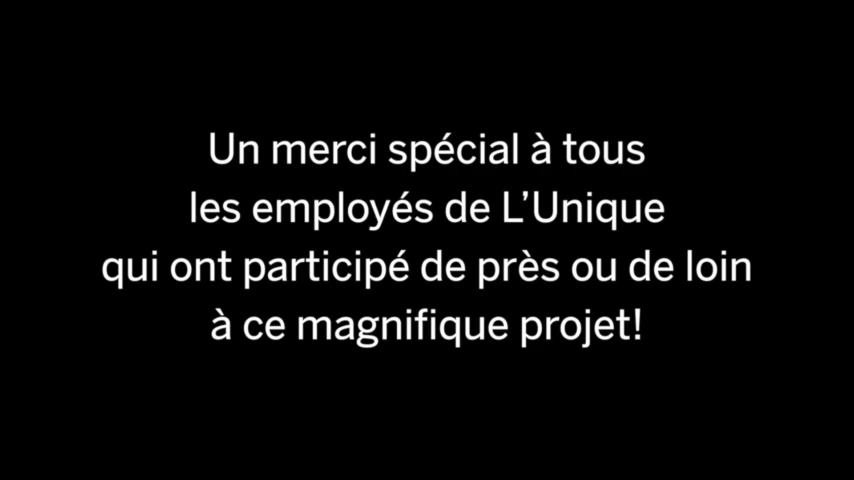 Un merci spécial à tous
les employés de L’Unique
qui ont participé de près ou de loin
à ce magnifique projet!